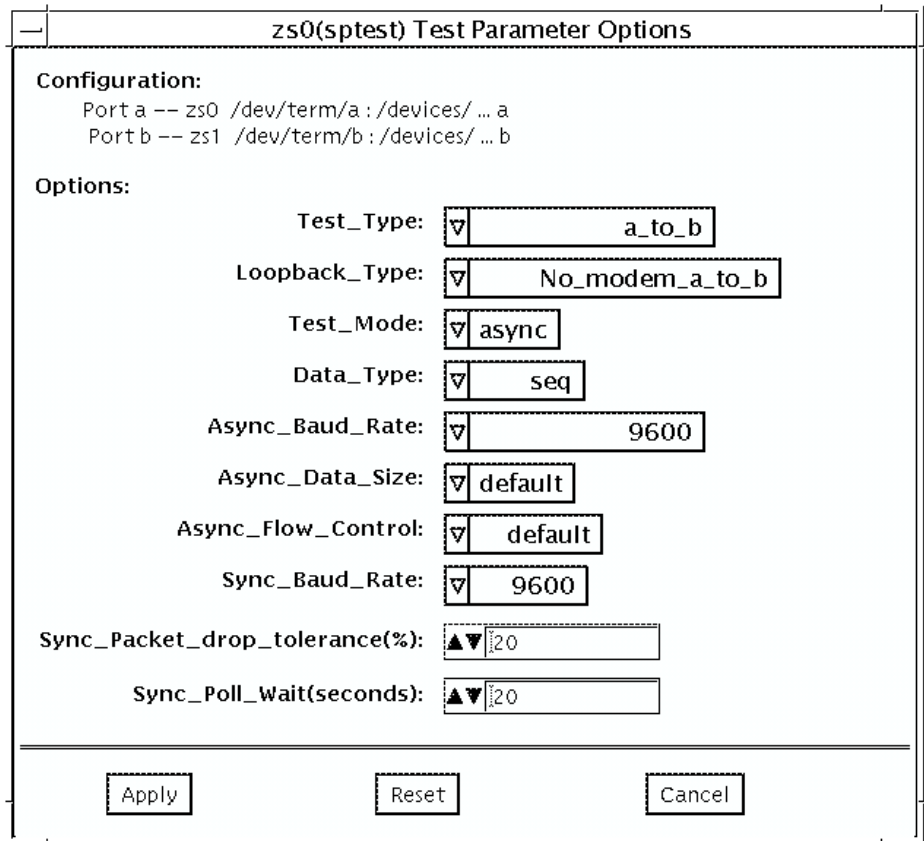 zs0(sptest) Test Parameter Options
Configuration:
Port a -- zs0 /dev/term/a : /devices/ ... a
Port b -- zs1 /dev/term/b : /devices/ ... b
Options:
Test_Type: a_to_b
Loopback_Type: No_modem_a_to_b
Test_Mode: async
Data_Type: seq
Async_Baud_Rate: 9600
Async_Data_Size: default
Async_Flow_Control: default
Sync_Baud_Rate: 9600
Sync_Packet_drop_tolerance(%): 20
Sync_Poll_Wait(seconds): 20
Apply Reset Cancel